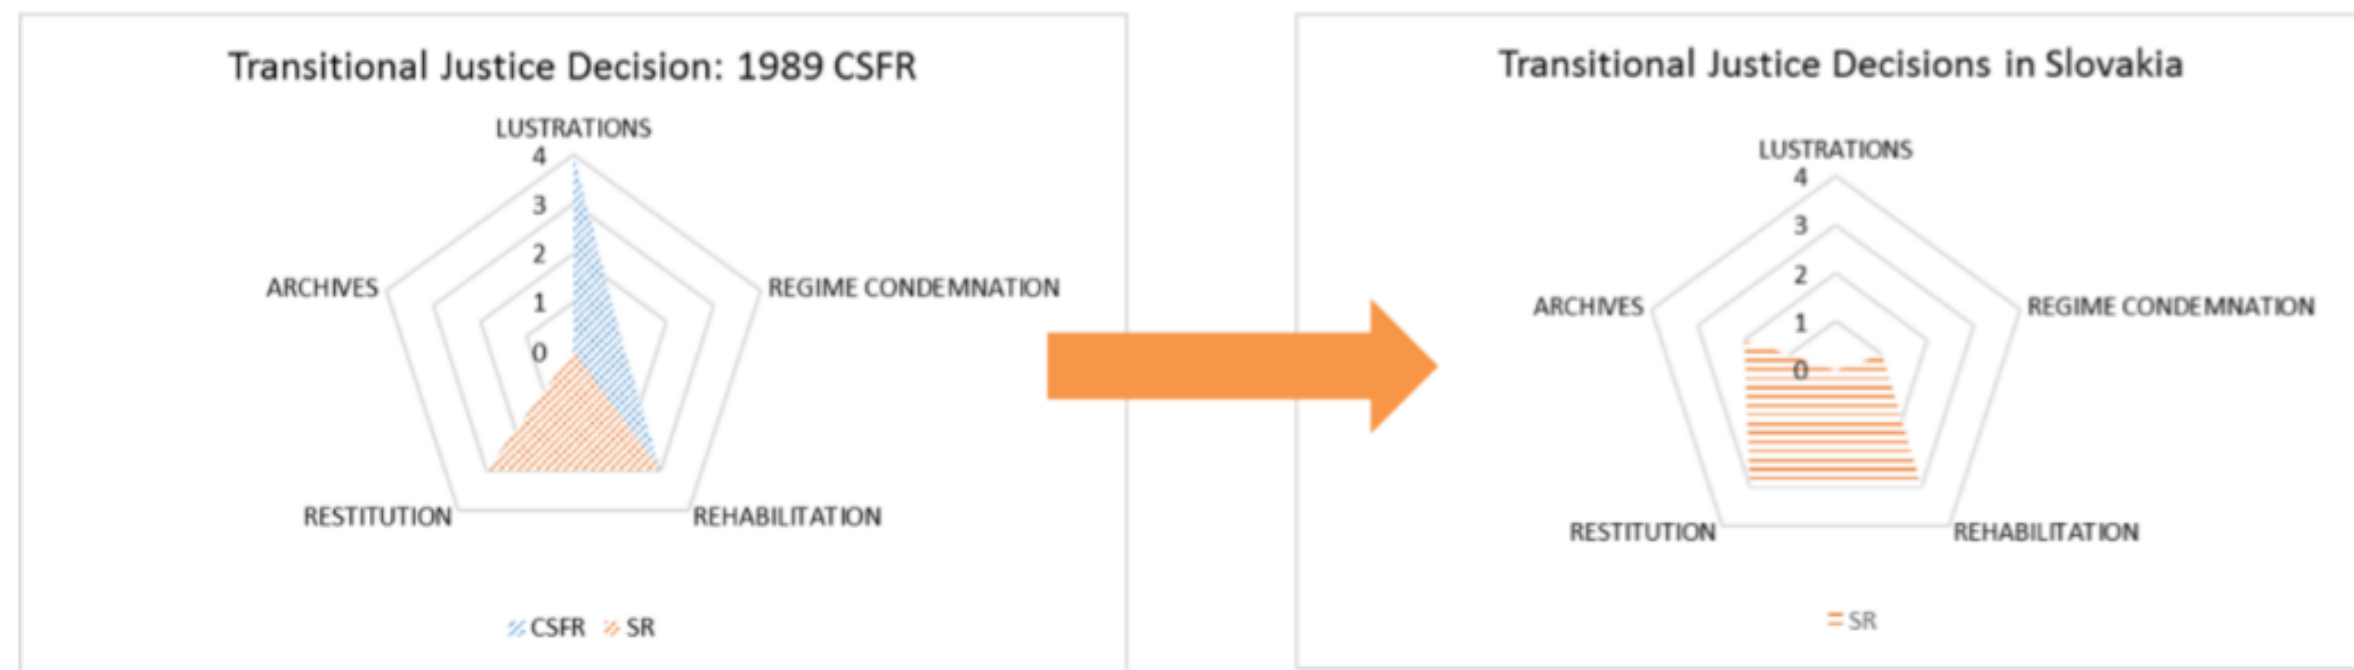 Transitional Justice Decision: 1989 CSFR
LUSTRATIONS
4
3
2
1
0
ARCHIVES
REGIME CONDEMNATION
RESTITUTION
REHABILITATION
CSFR SR
Transitional Justice Decisions in Slovakia
LUSTRATIONS
4
3
2
1
0
ARCHIVES
REGIME CONDEMNATION
RESTITUTION
REHABILITATION
SR